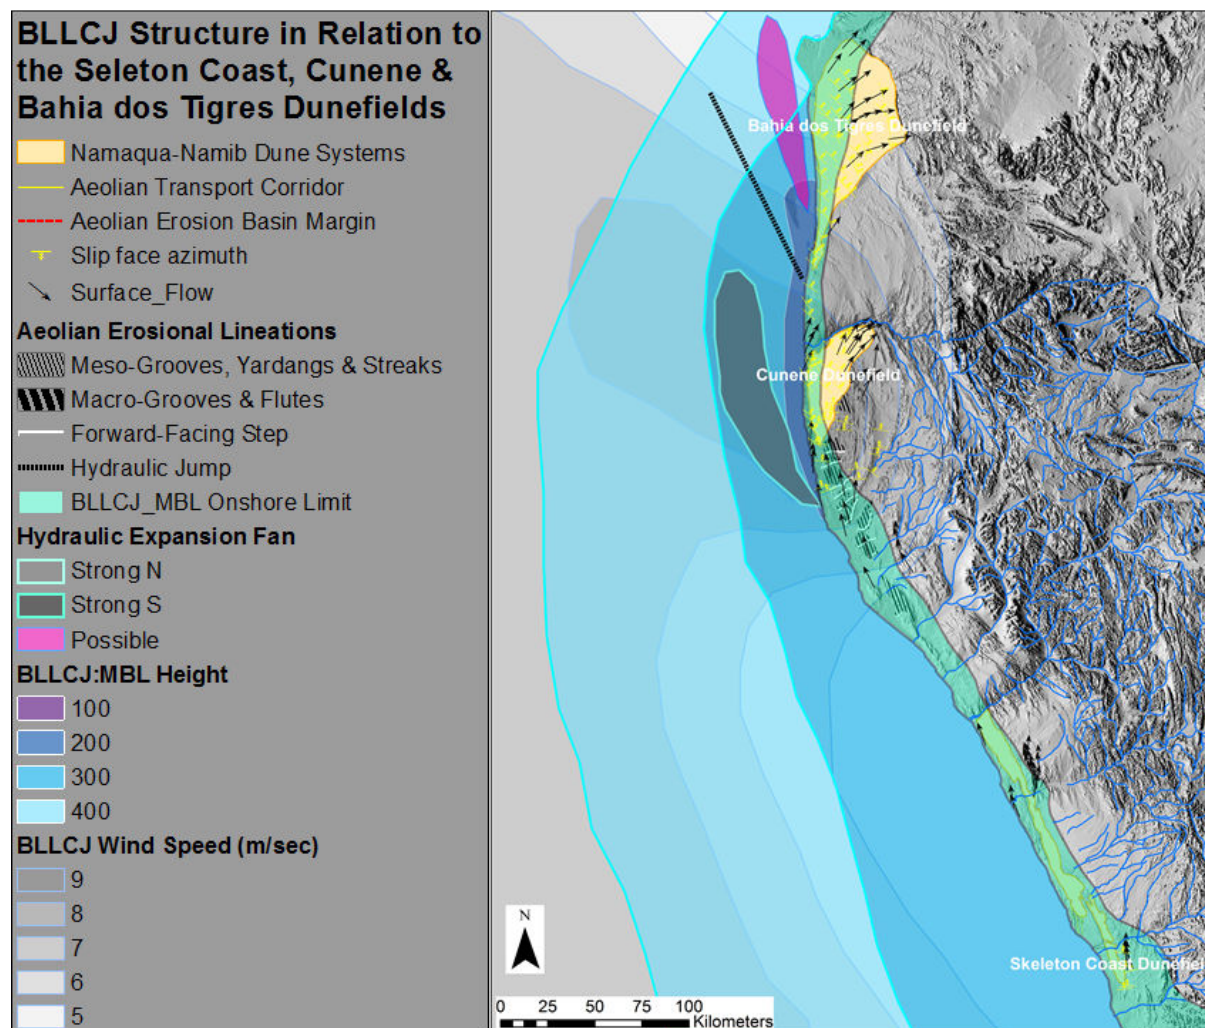 BLLCJ Structure in Relation to
the Seleton Coast, Cunene &
Bahia dos Tigres Dunefields
Namaqua-Namib Dune Systems
Aeolian Transport Corridor
Aeolian Erosion Basin Margin
Slip face azimuth
Surface_Flow
Aeolian Erosional Lineations
Meso-Grooves, Yardangs & Streaks
Macro-Grooves & Flutes
Forward-Facing Step
Hydraulic Jump
BLLCJ_MBL Onshore Limit
Hydraulic Expansion Fan
Strong N
Strong S
Possible
BLLCJ:MBL Height
100
200
300
400
BLLCJ Wind Speed (m/sec)
9
8
7
6
5
Bahia dos Tigres Dunefield
Cunene Dunefield
Skeleton Coast Dunefiel
N
0 25 50 75 100
Kilometers